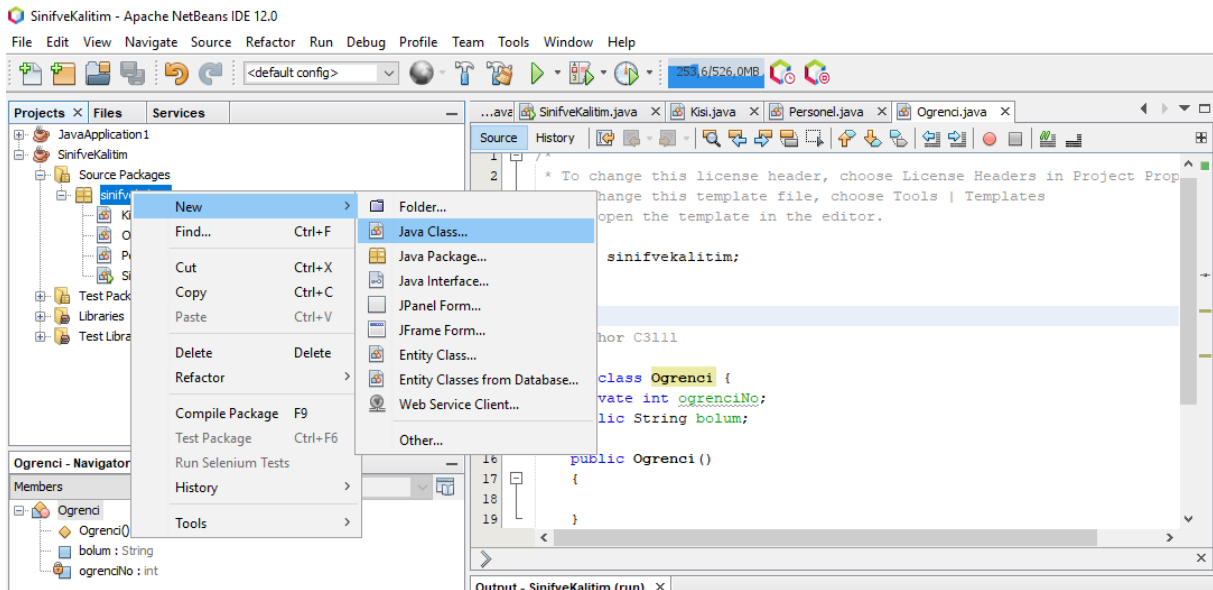 SinifveKalitim - Apache NetBeans IDE 12.0
File Edit View Navigate Source Refactor Run Debug Profile Team Tools Window Help
<default config>
253,6/526,0MB
Projects Files Services
JavaApplication1
SinifveKalitim
Source Packages
sinifv
Ki
O
Pe
Si
Test Pack
Libraries
Test Libra
New
Find... Ctrl+F
Cut Ctrl+X
Copy Ctrl+C
Paste Ctrl+V
Delete Delete
Refactor
Compile Package F9
Test Package Ctrl+F6
Run Selenium Tests
History
Tools
Folder...
Java Class...
Java Package...
Java Interface...
JPanel Form...
JFrame Form...
Entity Class...
Entity Classes from Database...
Web Service Client...
Other...
Ogrenci - Navigator
Members
Ogrenci
Ogrenci()
bolum : String
ogrenciNo : int
...ava SinifveKalitim.java Kisi.java Personel.java Ogrenci.java
Source History
1 /*
2 * To change this license header, choose License Headers in Project Prop
hange this template file, choose Tools | Templates
open the template in the editor.
sinifvekalitim;
hor C3lll
class Ogrenci {
vate int ogrenciNo;
lic String bolum;
16 public Ogrenci()
17 {
18
19 }
Output - SinifveKalitim (run)